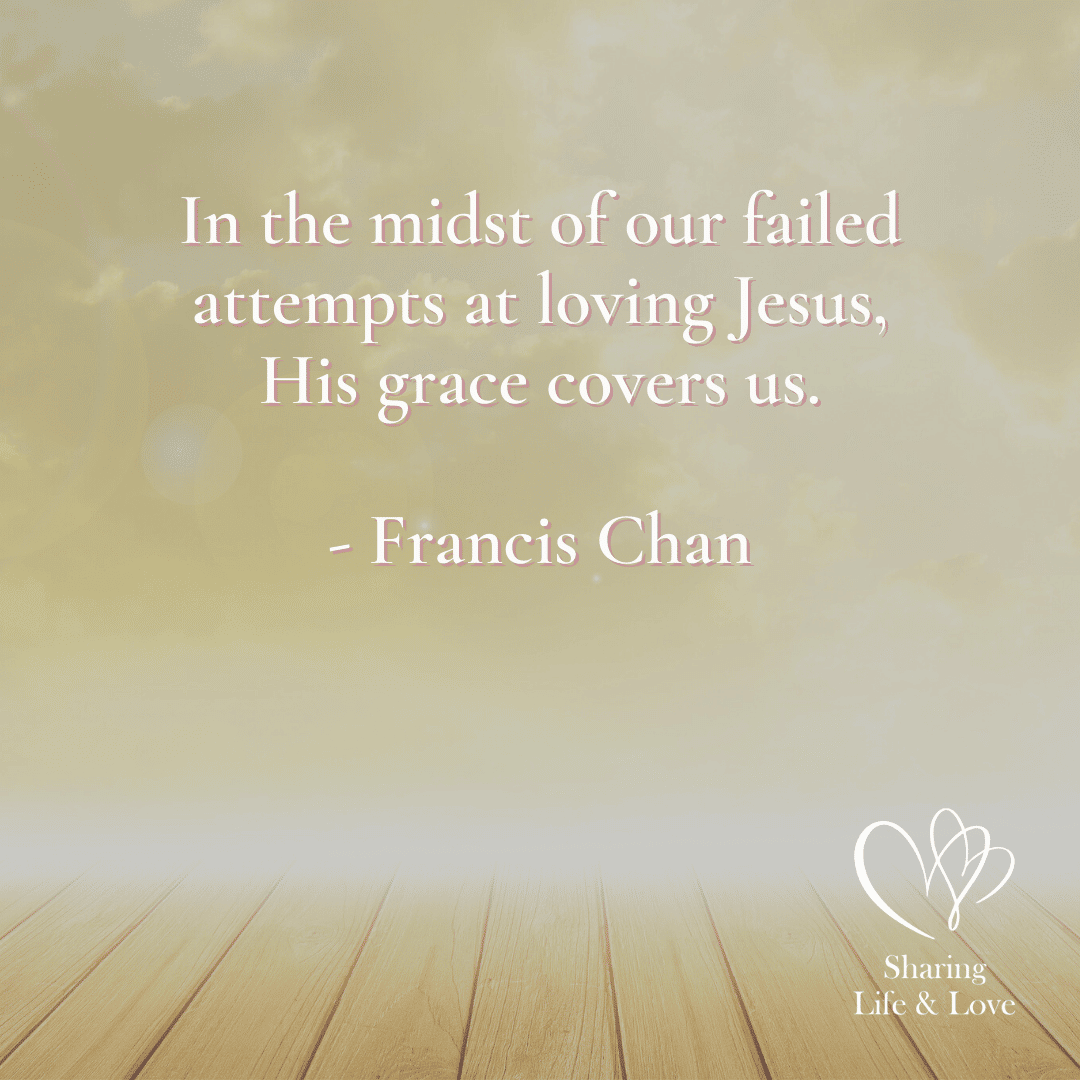 In the midst of our failed
attempts at loving Jesus,
His grace covers us.
- Francis Chan
Sharing
Life & Love